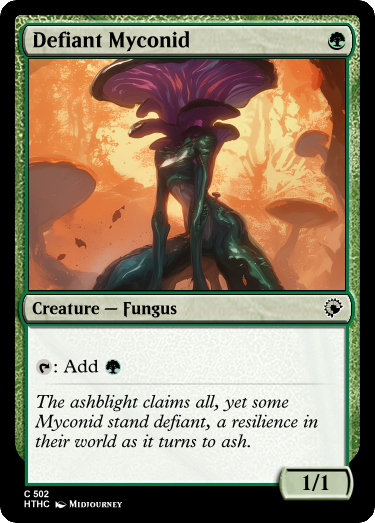 Defiant Myconid
Creature — Fungus
: Add
The ashblight claims all, yet some
Myconid stand defiant, a resilience in
their world as it turns to ash.
1/1
C 502
HTHC Midjourney